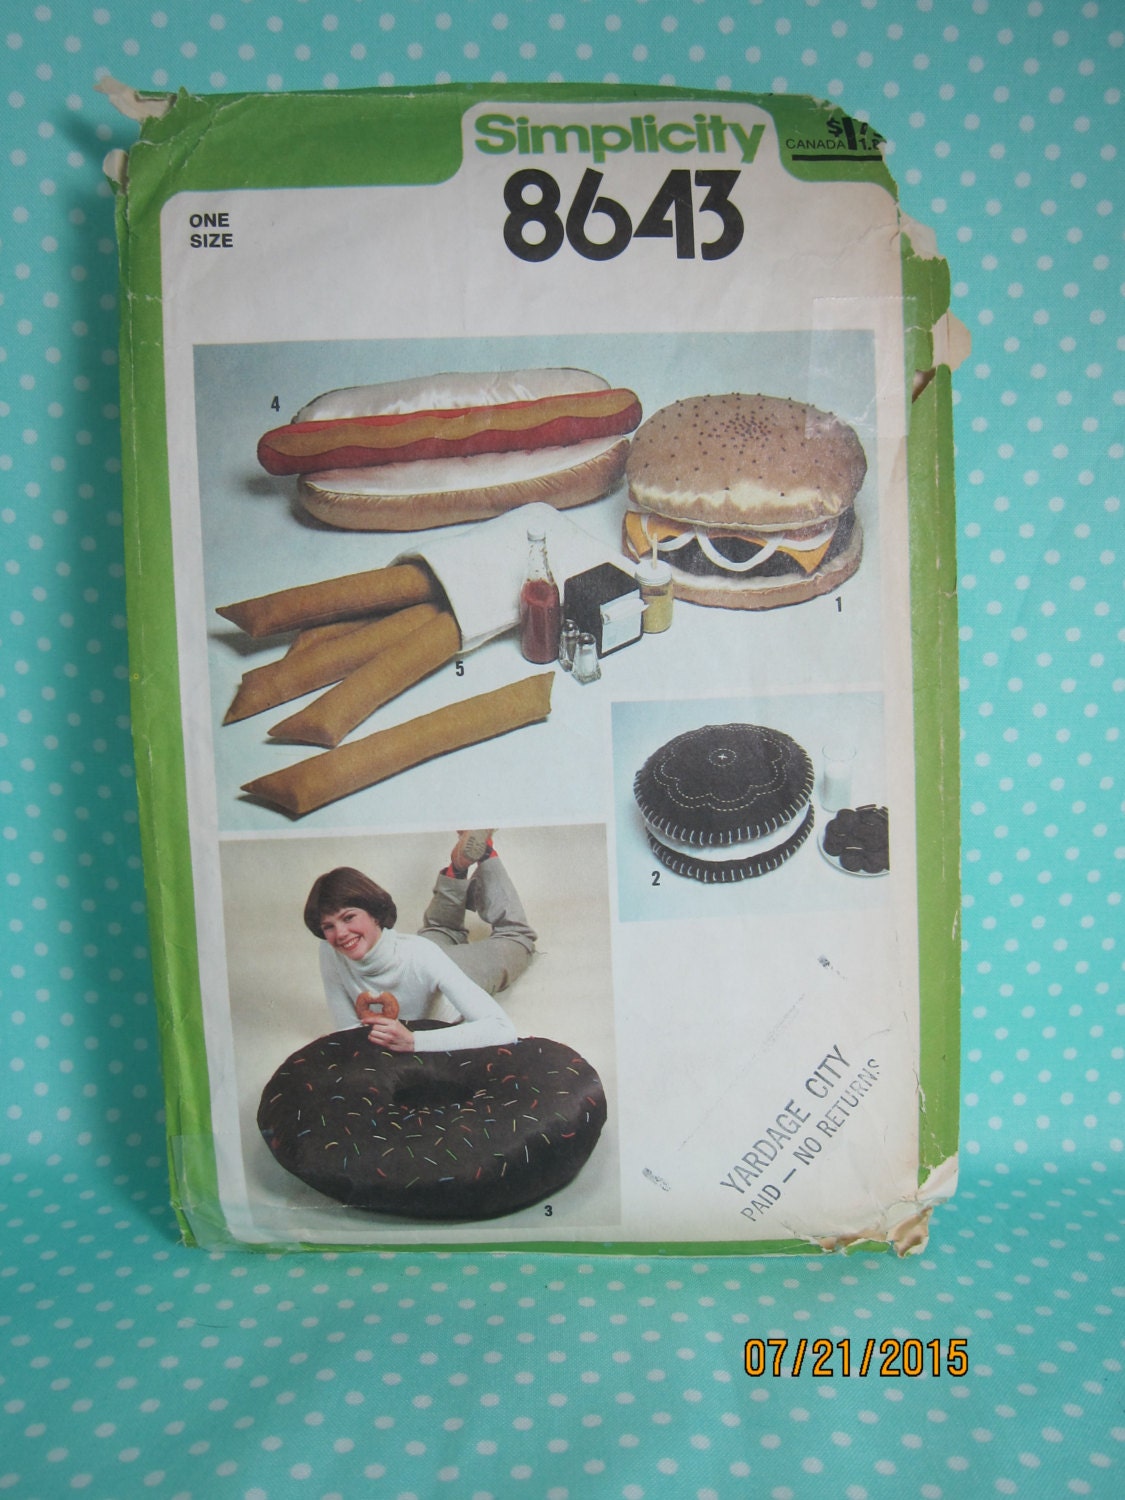 Simplicity
8643
CANADA
ONE
SIZE
4
1
5
2
3
YARDAGE CITY
PAID — NO RETURNS
07/21/2015